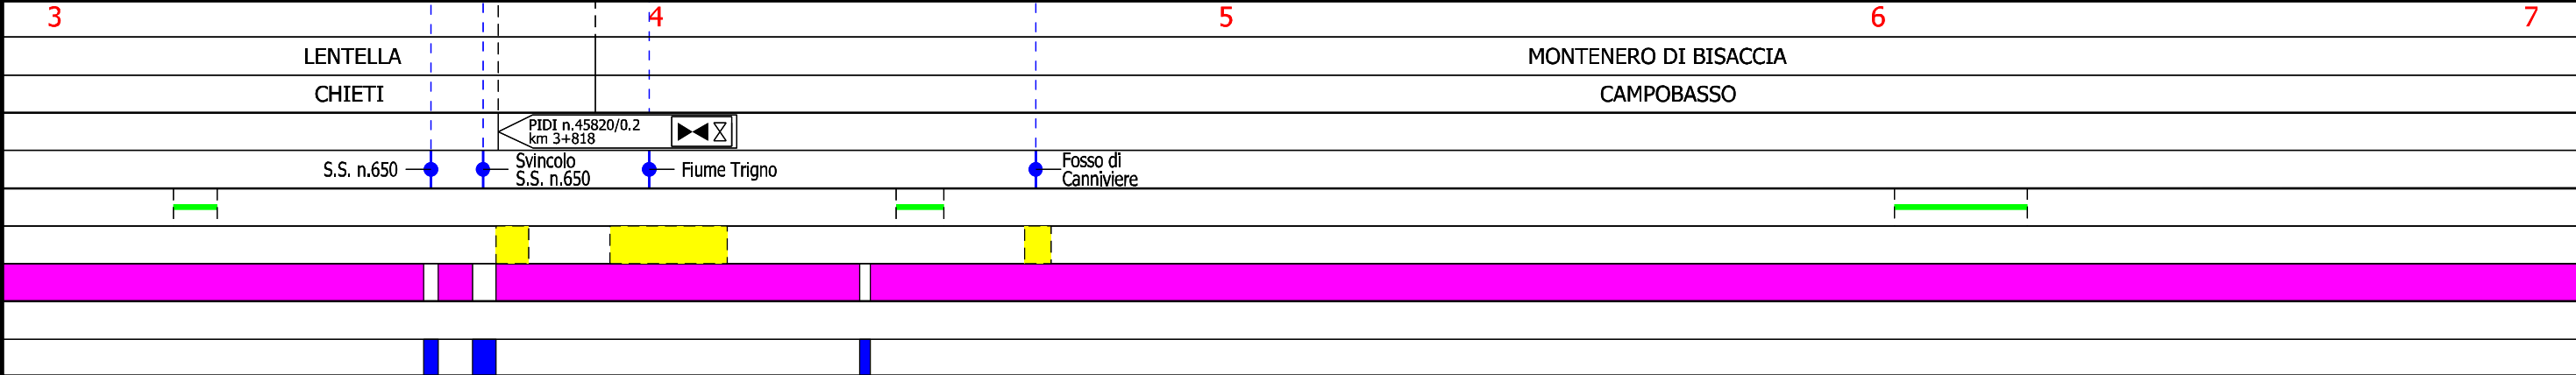 3 4 5 6 7
LENTELLA MONTENERO DI BISACCIA
CHIETI CAMPOBASSO
PIDI n.45820/0.2
km 3+818
S.S. n.650
Svincolo
S.S. n.650
Fiume Trigno
Fosso di
Canniviere